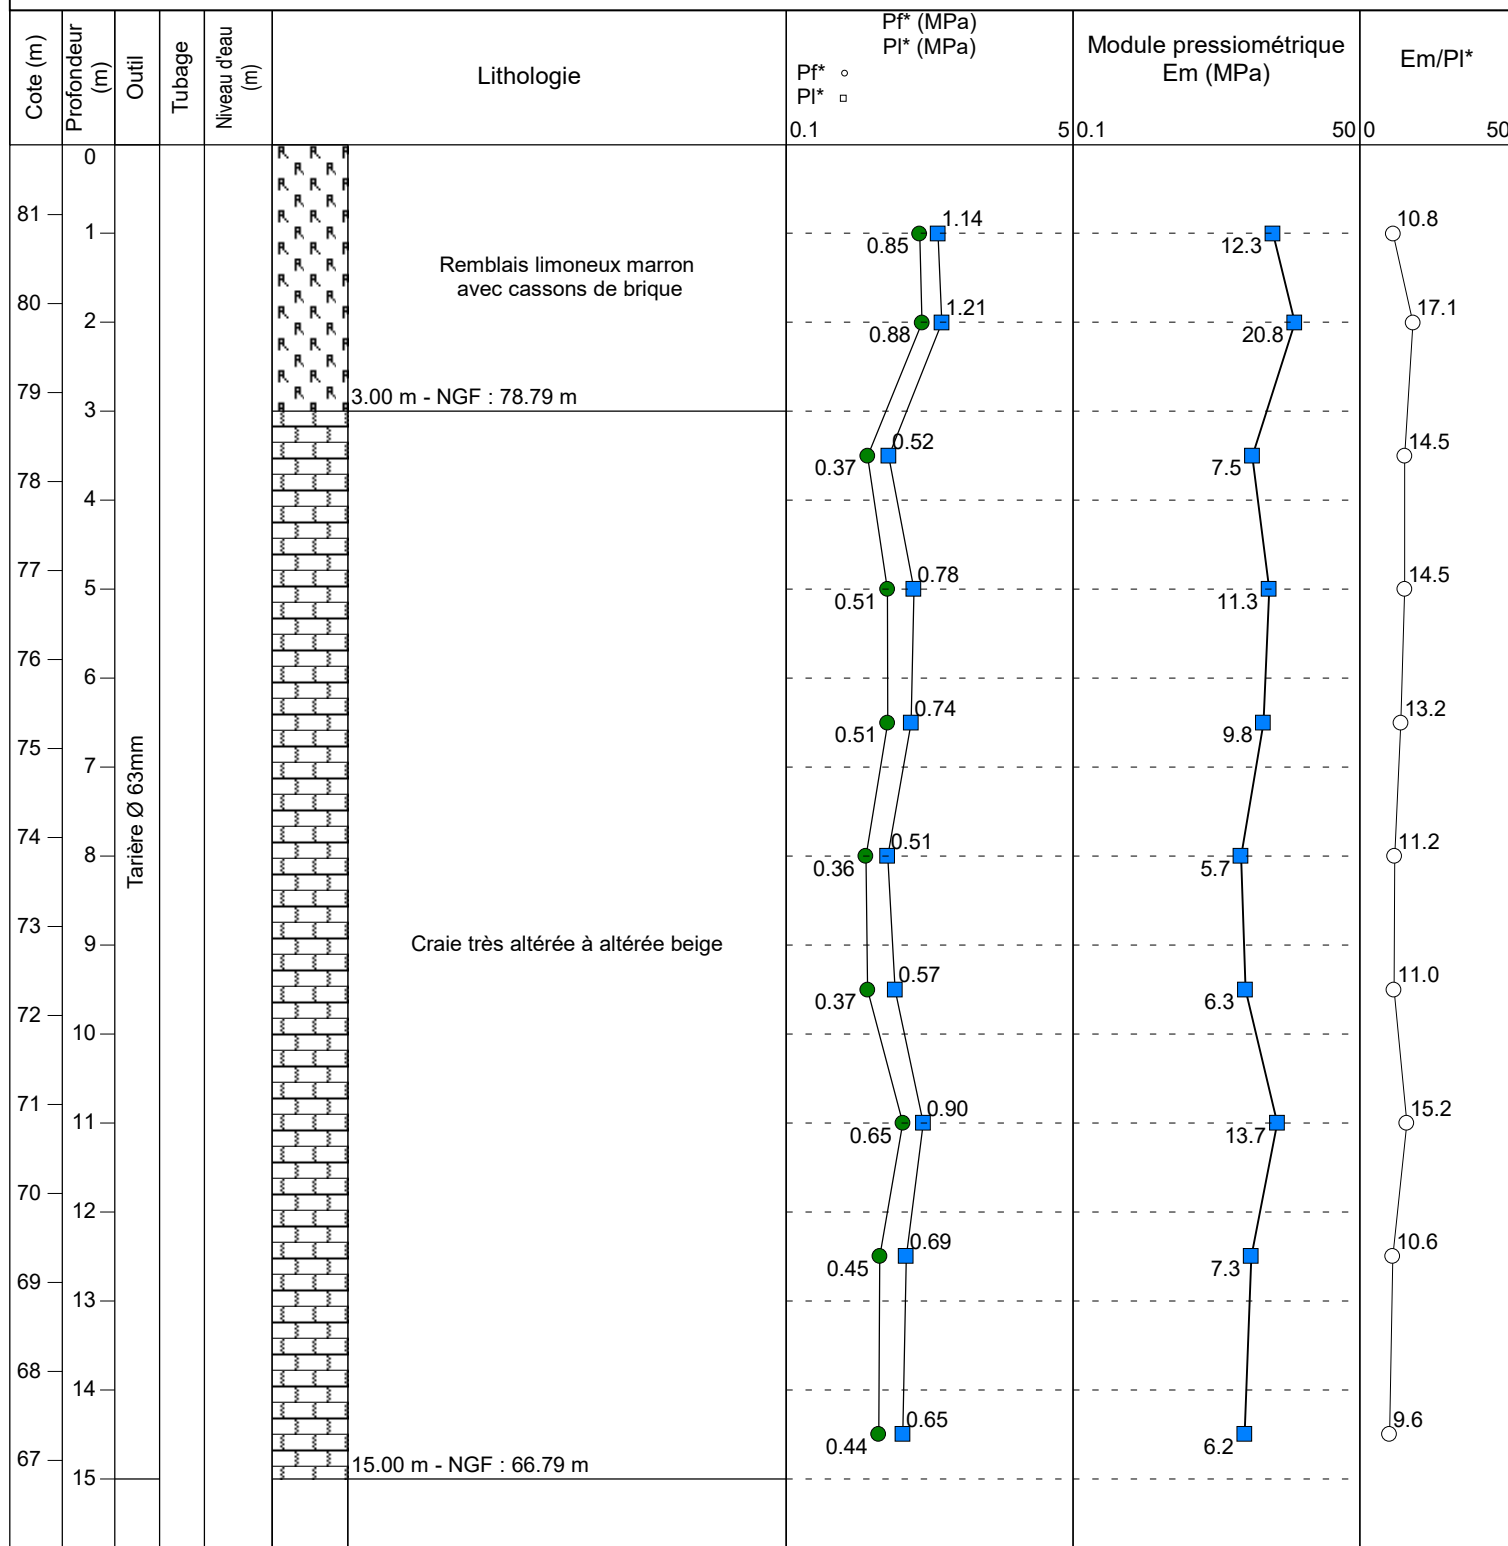 Cote (m)
Profondeur
(m)
Outil
Tubage
Niveau d'eau
(m)
Lithologie
Pf* (MPa)
Pl* (MPa)
Pf*
Pl*
0.1
5
Module pressiométrique
Em (MPa)
0.1
50
Em/Pl*
0
50
0
81
1
80
2
79
3
78
4
77
5
76
6
75
7
74
8
73
9
72
10
71
11
70
12
69
13
68
14
67
15
Tarière Ø 63mm
Remblais limoneux marron
avec cassons de brique
3.00 m - NGF : 78.79 m
Craie très altérée à altérée beige
15.00 m - NGF : 66.79 m
0.85 1.14 12.3 10.8
0.88 1.21 20.8 17.1
0.37 0.52 7.5 14.5
0.51 0.78 11.3 14.5
0.51 0.74 9.8 13.2
0.36 0.51 5.7 11.2
0.37 0.57 6.3 11.0
0.65 0.90 13.7 15.2
0.45 0.69 7.3 10.6
0.44 0.65 6.2 9.6